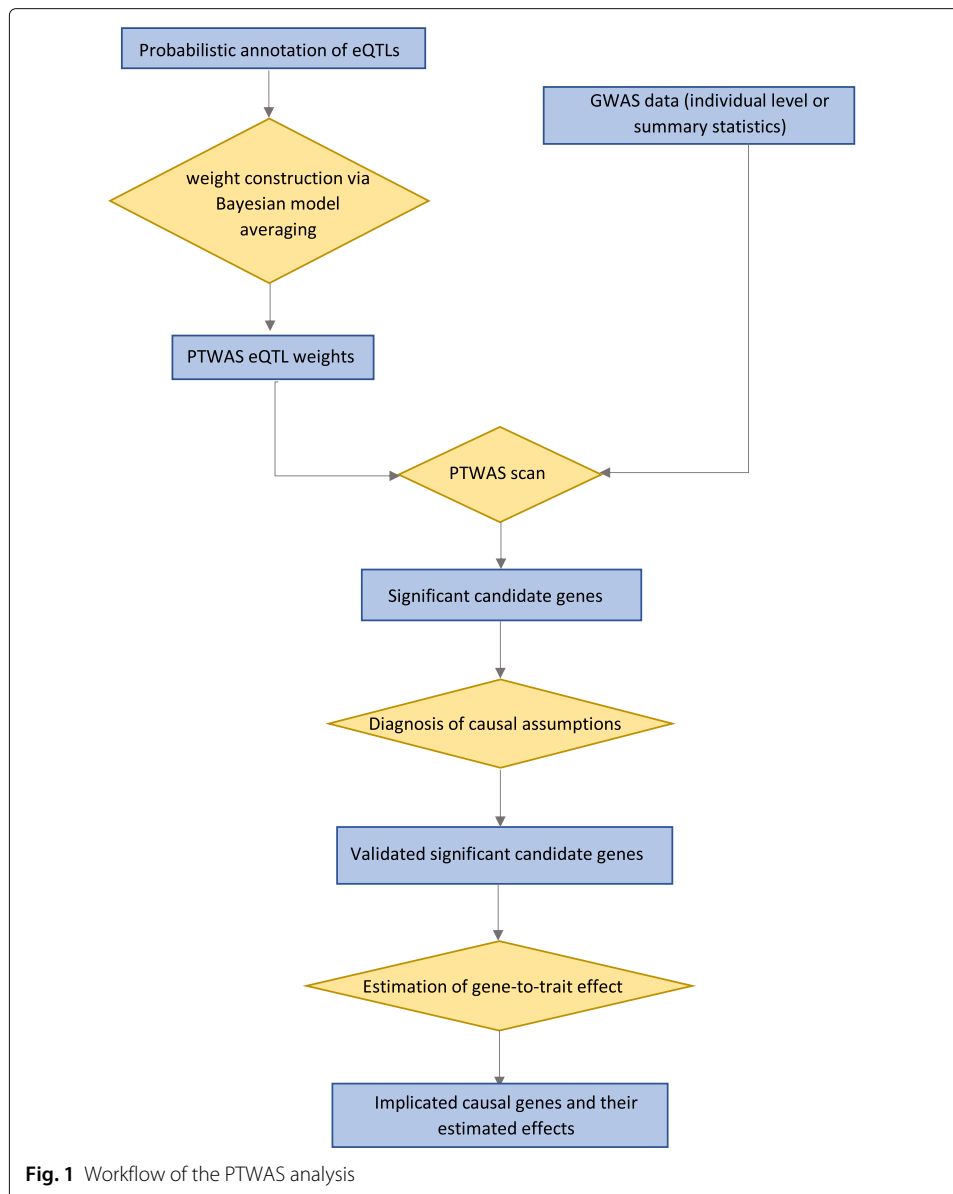 Probabilistic annotation of eQTLs
GWAS data (individual level or
summary statistics)
weight construction via
Bayesian model
averaging
PTWAS eQTL weights
PTWAS scan
Significant candidate genes
Diagnosis of causal assumptions
Validated significant candidate genes
Estimation of gene-to-trait effect
Implicated causal genes and their
estimated effects
Fig. 1 Workflow of the PTWAS analysis